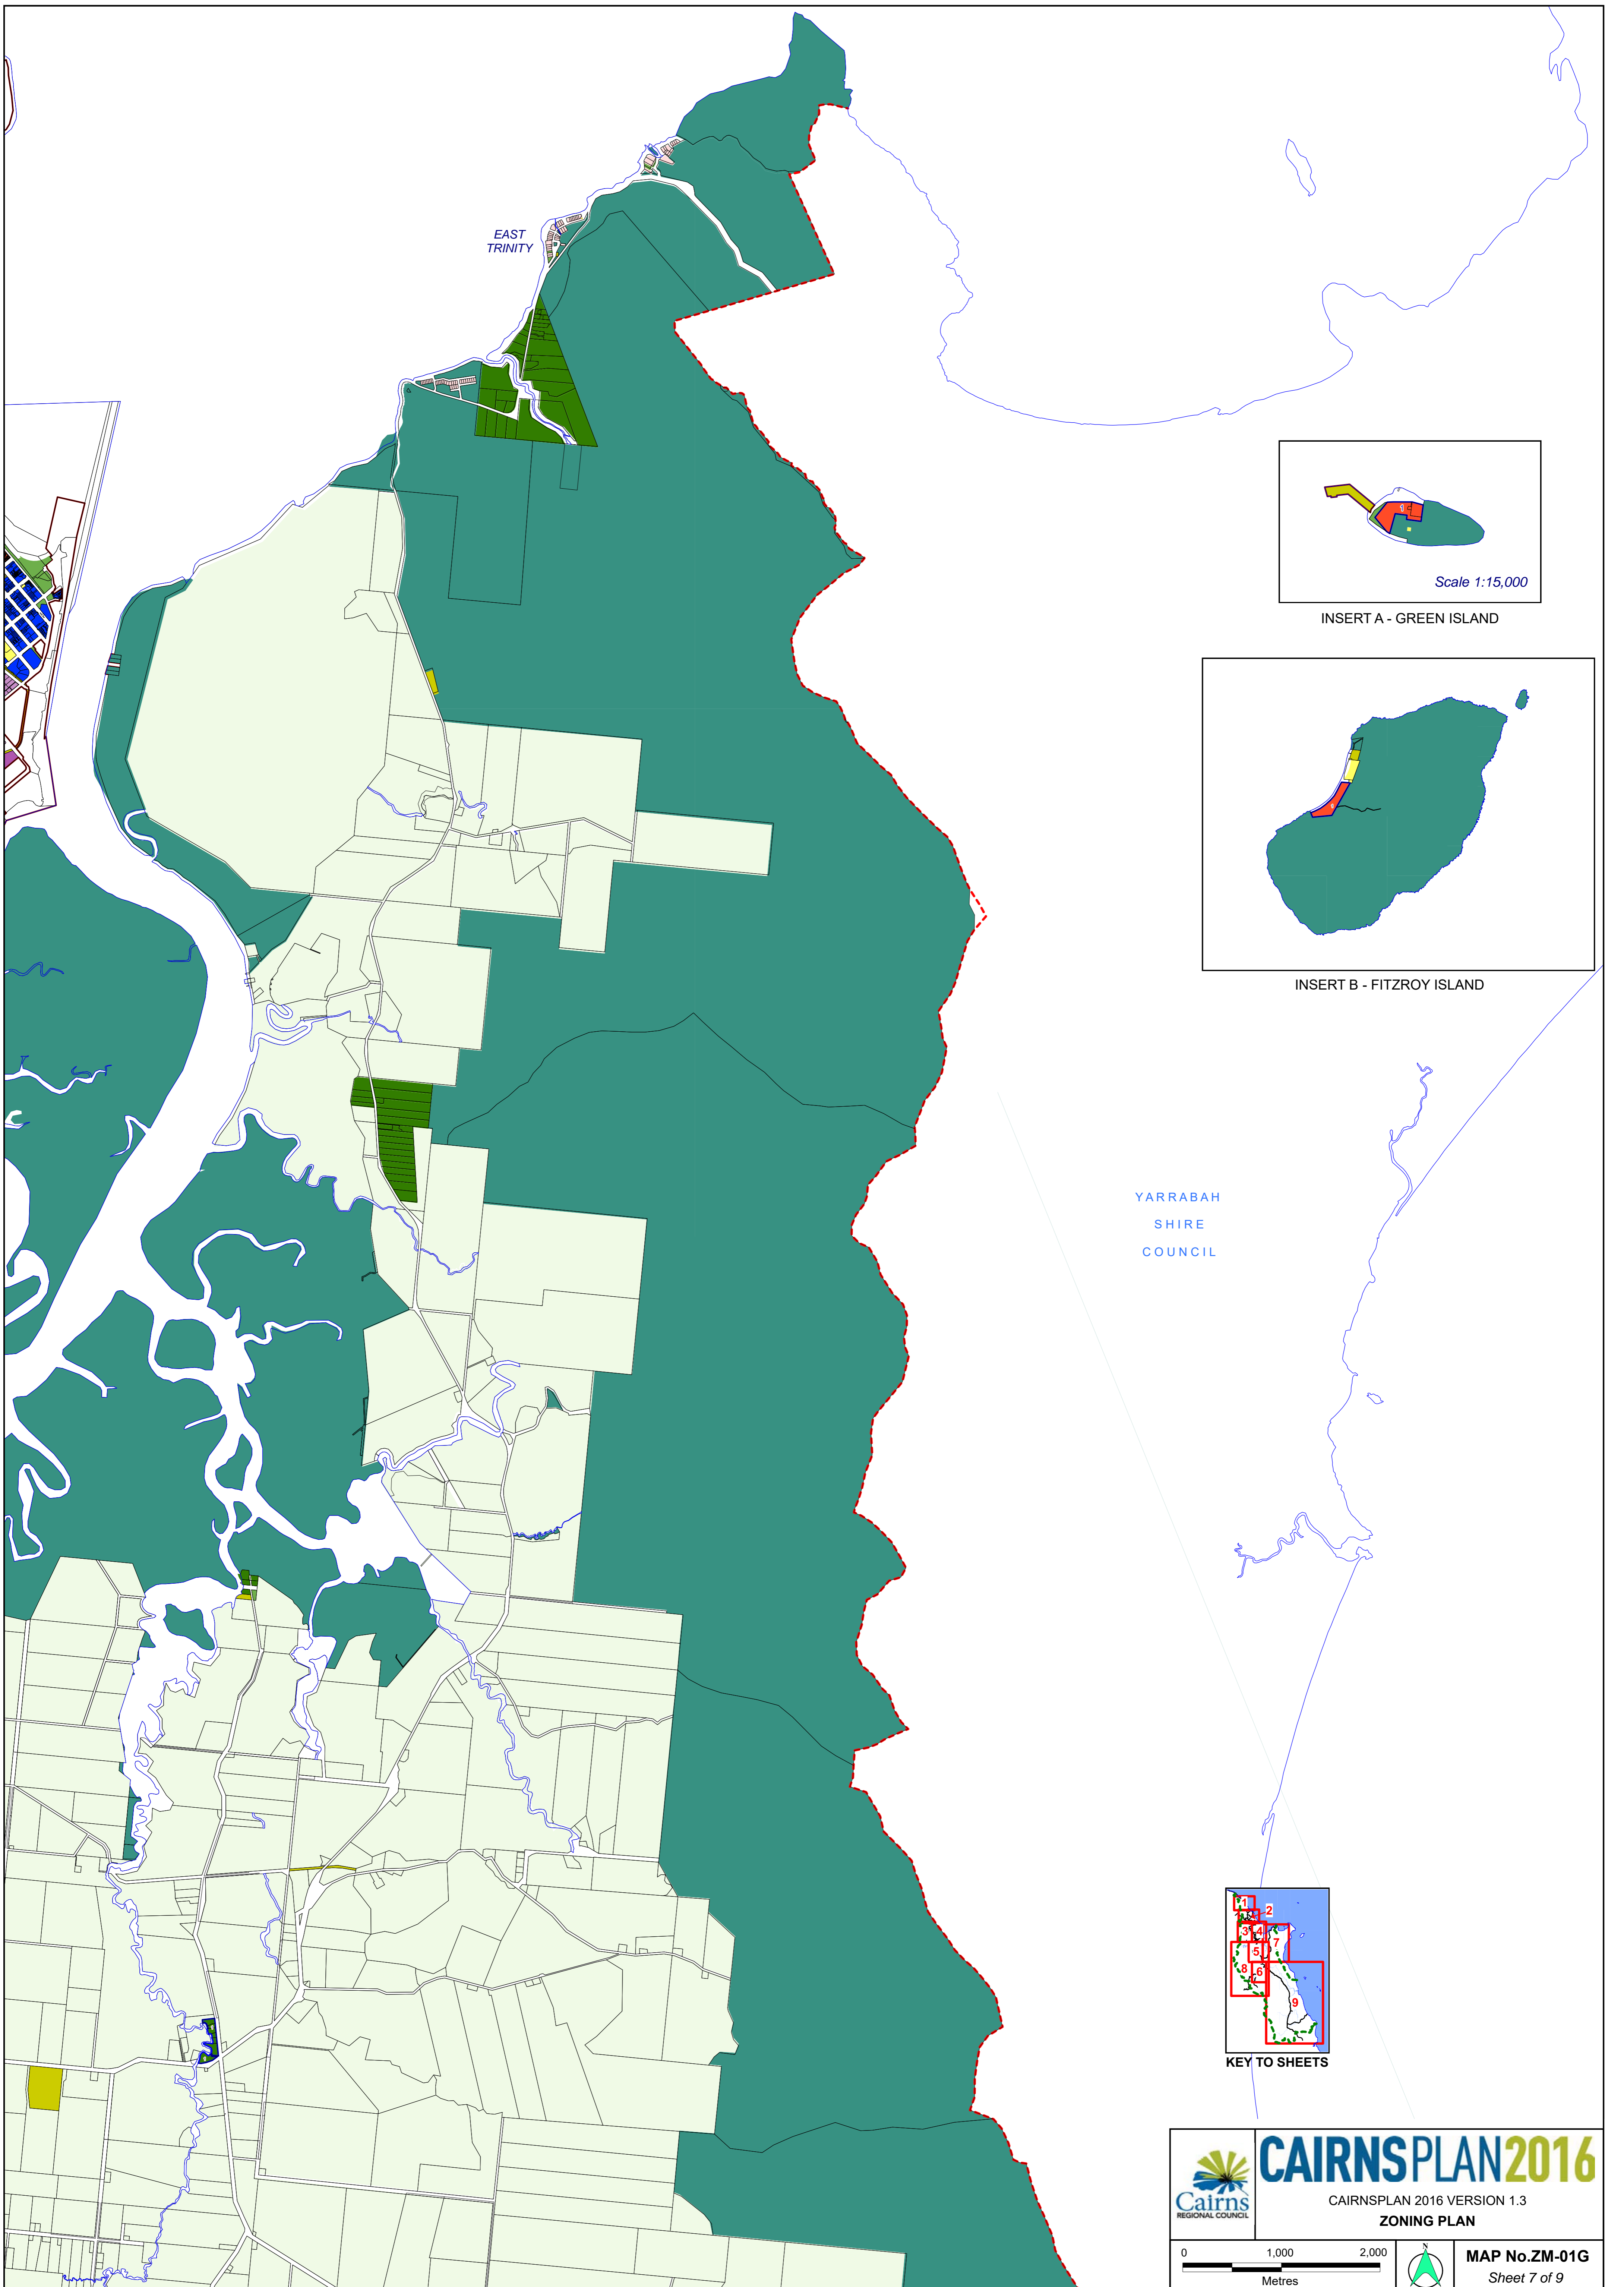 EAST
TRINITY
1
Scale 1:15,000
INSERT A - GREEN ISLAND
INSERT B - FITZROY ISLAND
YARRABAH
SHIRE
COUNCIL
1
2
3
4
7
5
8
6
9
KEY TO SHEETS
Cairns
REGIONAL COUNCIL
CAIRNSPLAN2016
CAIRNSPLAN 2016 VERSION 1.3
ZONING PLAN
0 1,000 2,000
Metres
N
MAP No.ZM-01G
Sheet 7 of 9